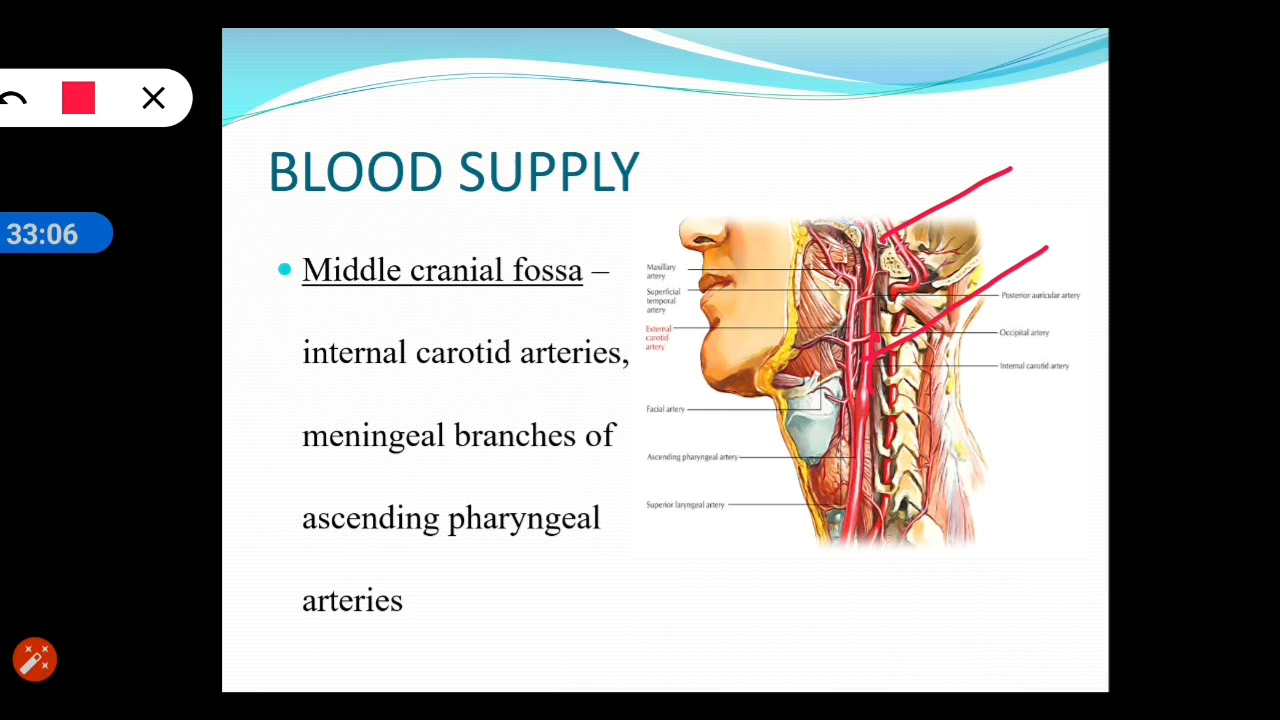 33:06
BLOOD SUPPLY
Middle cranial fossa –
internal carotid arteries,
meningeal branches of
ascending pharyngeal
arteries
Maxillary
artery
Superficial
temporal
artery
External
carotid
artery
Facial artery
Ascending pharyngeal artery
Superior laryngeal artery
Posterior auricular artery
Occipital artery
Internal carotid artery